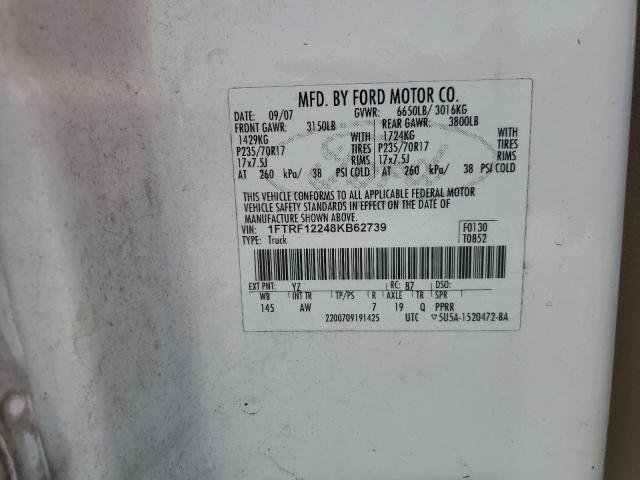 MFD. BY FORD MOTOR CO.
DATE: 09/07 GVWR: 6650LB/ 3016KG
FRONT GAWR: 3150LB REAR GAWR: 3800LB
1429KG WITH 1724KG WITH
P235/70R17 TIRES P235/70R17 TIRES
17x7.5J RIMS 17x7.5J RIMS
AT 260 kPa/ 38 PSI COLD AT 260 kPa/ 38 PSI COLD
THIS VEHICLE CONFORMS TO ALL APPLICABLE FEDERAL MOTOR
VEHICLE SAFETY STANDARDS IN EFFECT ON THE DATE OF
MANUFACTURE SHOWN ABOVE.
VIN: 1FTRF12248KB62739 F0130
TYPE: Truck T0852
EXT PNT: YZ RC: 87 DSO:
WB INT TR TP/PS R AXLE TR SPR
145 AW 7 19 Q PPRR
2200709191425 UTC ▽5U5A-1520472-BA
Ford